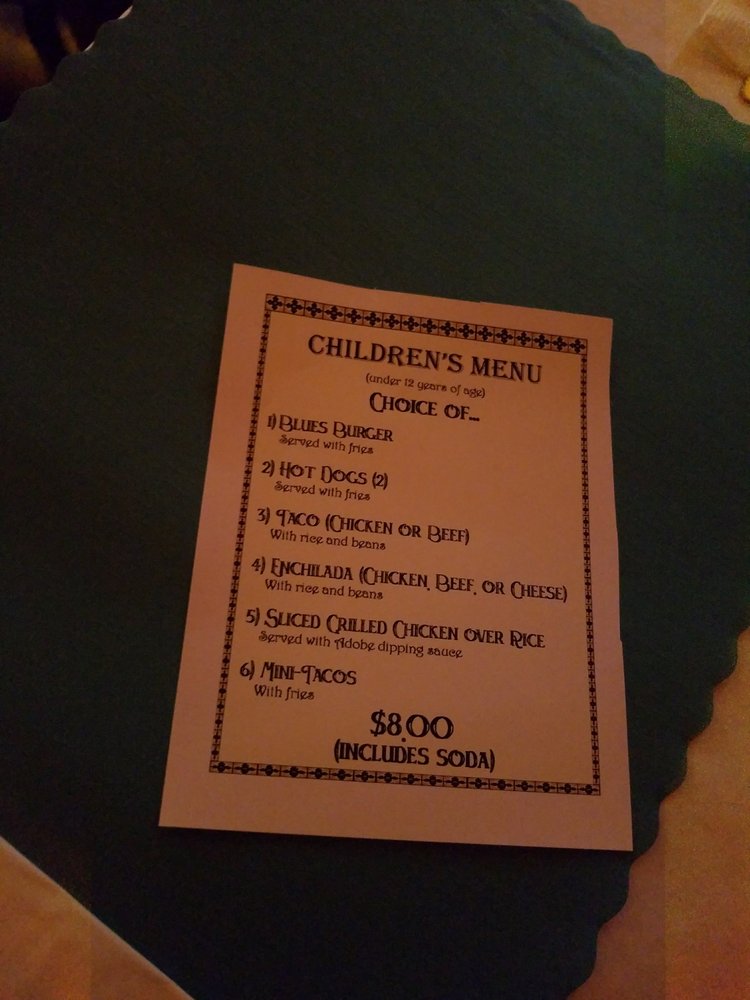 CHILDREN'S MENU
(under 12 years of age)
CHOICE OF...
1) BLUES BURGER
Served with fries
2) HOT DOGS (2)
Served with fries
3) TACO (CHICKEN OR BEEF)
With rice and beans
4) ENCHILADA (CHICKEN, BEEF, OR CHEESE)
With rice and beans
5) SLICED GRILLED CHICKEN OVER RICE
Served with Adobe dipping sauce
6) MINI-TACOS
With fries
$8.00
(INCLUDES SODA)